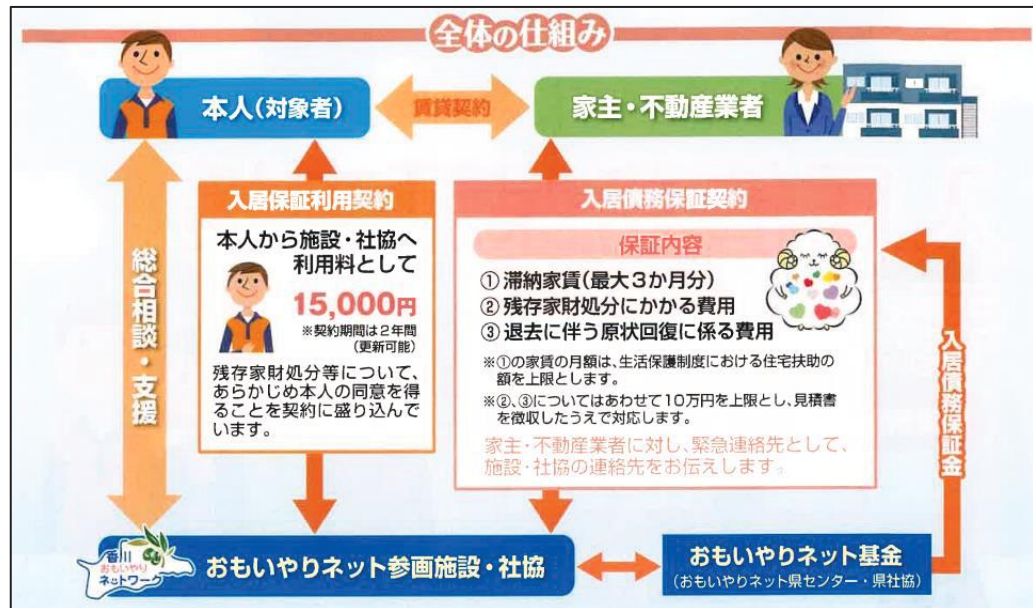 全体の仕組み
本人(対象者)
賃貸契約
家主・不動産業者
総合相談・支援
入居保証利用契約
本人から施設・社協へ
利用料として
15,000円
※契約期間は2年間
(更新可能)
残存家財処分等について、
あらかじめ本人の同意を得
ることを契約に盛り込んで
います。
入居債務保証契約
保証内容
① 滞納家賃(最大3か月分)
② 残存家財処分にかかる費用
③ 退去に伴う原状回復に係る費用
※①の家賃の月額は、生活保護制度における住宅扶助の
額を上限とします。
※②、③についてはあわせて10万円を上限とし、見積書
を徴収したうえで対応します。
家主・不動産業者に対し、緊急連絡先として、
施設・社協の連絡先をお伝えします。
入居債務保証金
香川
おもいやり
ネットワーク
おもいやりネット参画施設・社協
おもいやりネット基金
(おもいやりネット県センター・県社協)